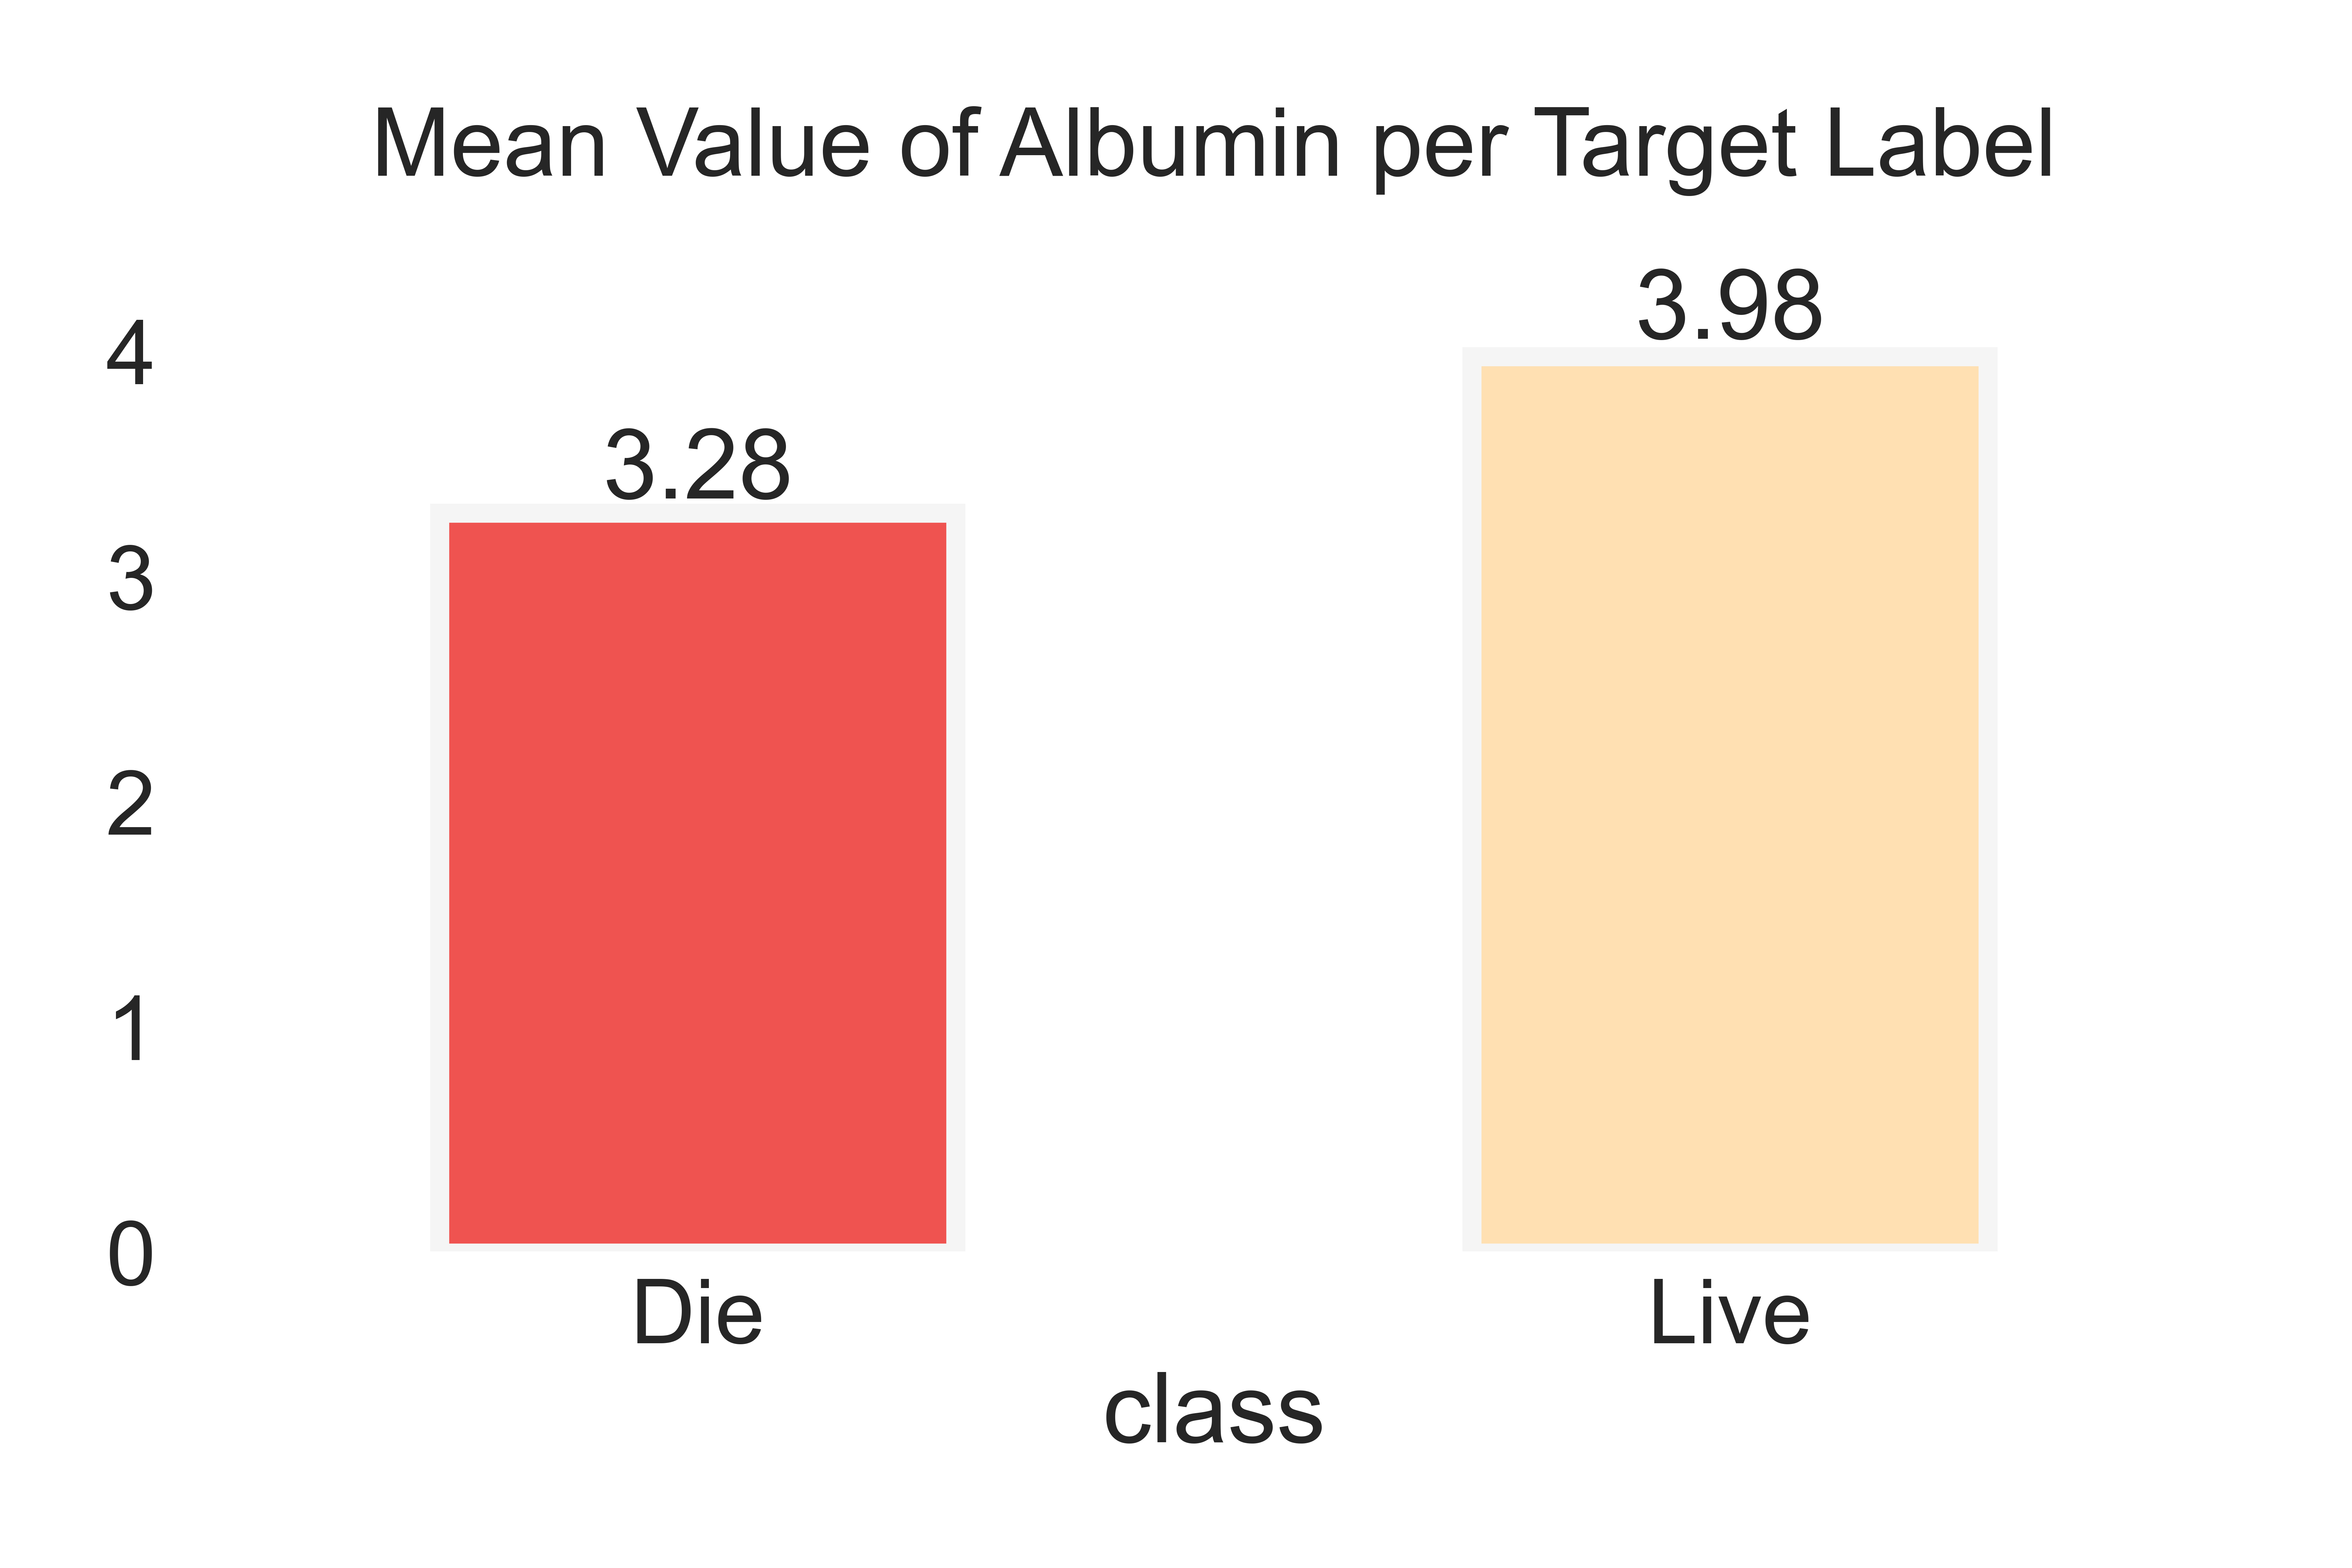 Mean Value of Albumin per Target Label
3.98
4
3.28
3
2
1
0
Die Live
class